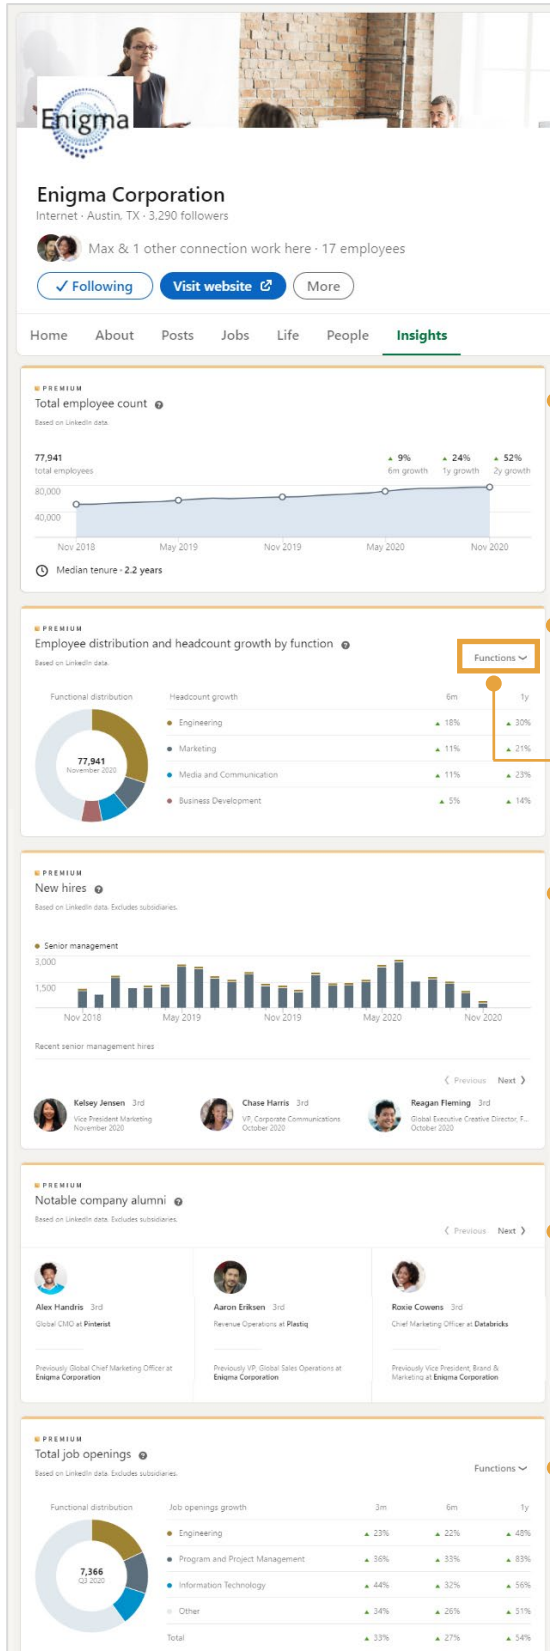 Enigma
Enigma Corporation
Internet · Austin, TX · 3,290 followers
Max & 1 other connection work here · 17 employees
✓ Following
Visit website
More
Home About Posts Jobs Life People Insights
PREMIUM
Total employee count
Based on LinkedIn data.
77,941
total employees
9% 24% 52%
6m growth 1y growth 2y growth
80,000
40,000
Nov 2018 May 2019 Nov 2019 May 2020 Nov 2020
Median tenure · 2.2 years
PREMIUM
Employee distribution and headcount growth by function
Based on LinkedIn data.
Functions
Functional distribution Headcount growth 6m 1y
77,941
November 2020
Engineering 18% 30%
Marketing 11% 21%
Media and Communication 11% 23%
Business Development 5% 14%
PREMIUM
New hires
Based on LinkedIn data. Excludes subsidiaries.
Senior management
3,000
1,500
Nov 2018 May 2019 Nov 2019 May 2020 Nov 2020
Recent senior management hires
Previous Next
Kelsey Jensen 3rd
Vice President Marketing
November 2020
Chase Harris 3rd
VP, Corporate Communications
October 2020
Reagan Fleming 3rd
Global Executive Creative Director, F...
October 2020
PREMIUM
Notable company alumni
Based on LinkedIn data. Excludes subsidiaries.
Previous Next
Alex Handris 3rd
Global CMO at Pinterist
Previously Global Chief Marketing Officer at
Enigma Corporation
Aaron Eriksen 3rd
Revenue Operations at Plastiq
Previously VP, Global Sales Operations at
Enigma Corporation
Roxie Cowens 3rd
Chief Marketing Officer at Databricks
Previously Vice President, Brand &
Marketing at Enigma Corporation
PREMIUM
Total job openings
Based on LinkedIn data. Excludes subsidiaries.
Functions
Functional distribution Job openings growth 3m 6m 1y
7,366
Q3 2020
Engineering 23% 22% 48%
Program and Project Management 36% 33% 83%
Information Technology 44% 32% 56%
Other 34% 26% 51%
Total 33% 27% 54%